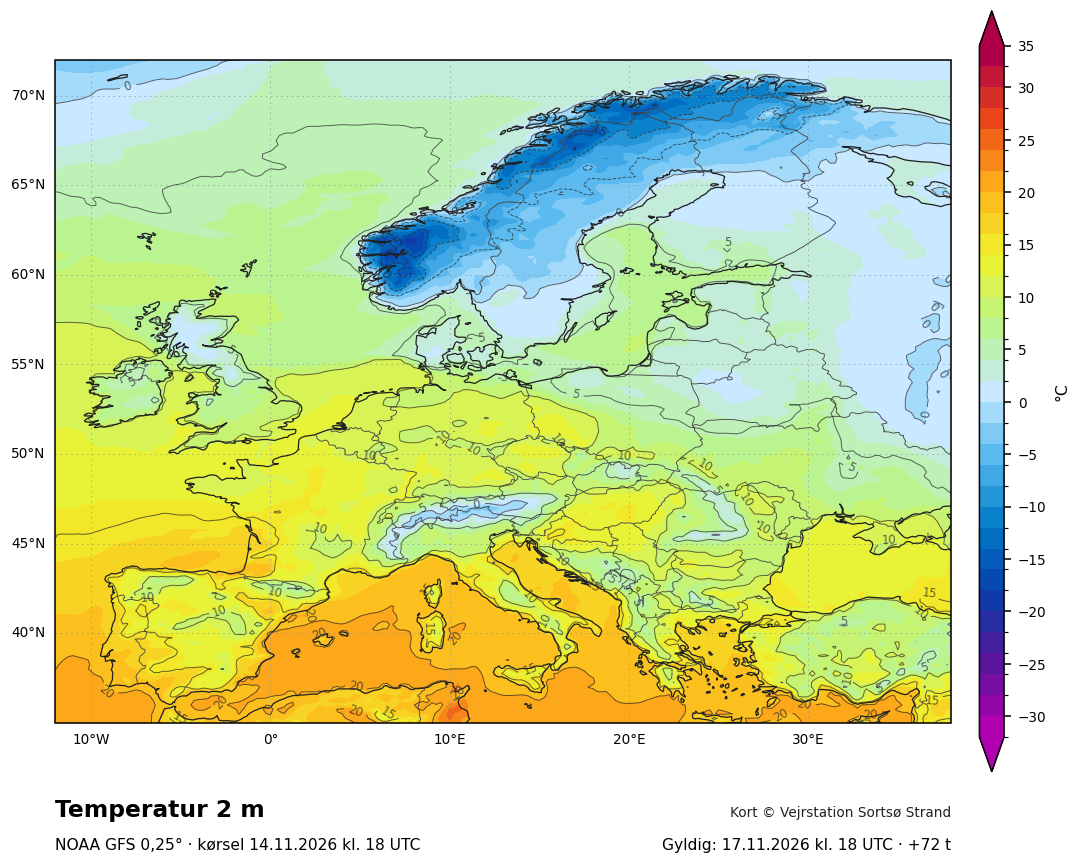 35
30
25
20
15
10
5
0
−5
−10
−15
−20
−25
−30
°C
70°N
65°N
60°N
55°N
50°N
45°N
40°N
10°W
0°
10°E
20°E
30°E
Temperatur 2 m
Kort © Vejrstation Sortsø Strand
NOAA GFS 0,25° · kørsel 14.11.2026 kl. 18 UTC
Gyldig: 17.11.2026 kl. 18 UTC · +72 t